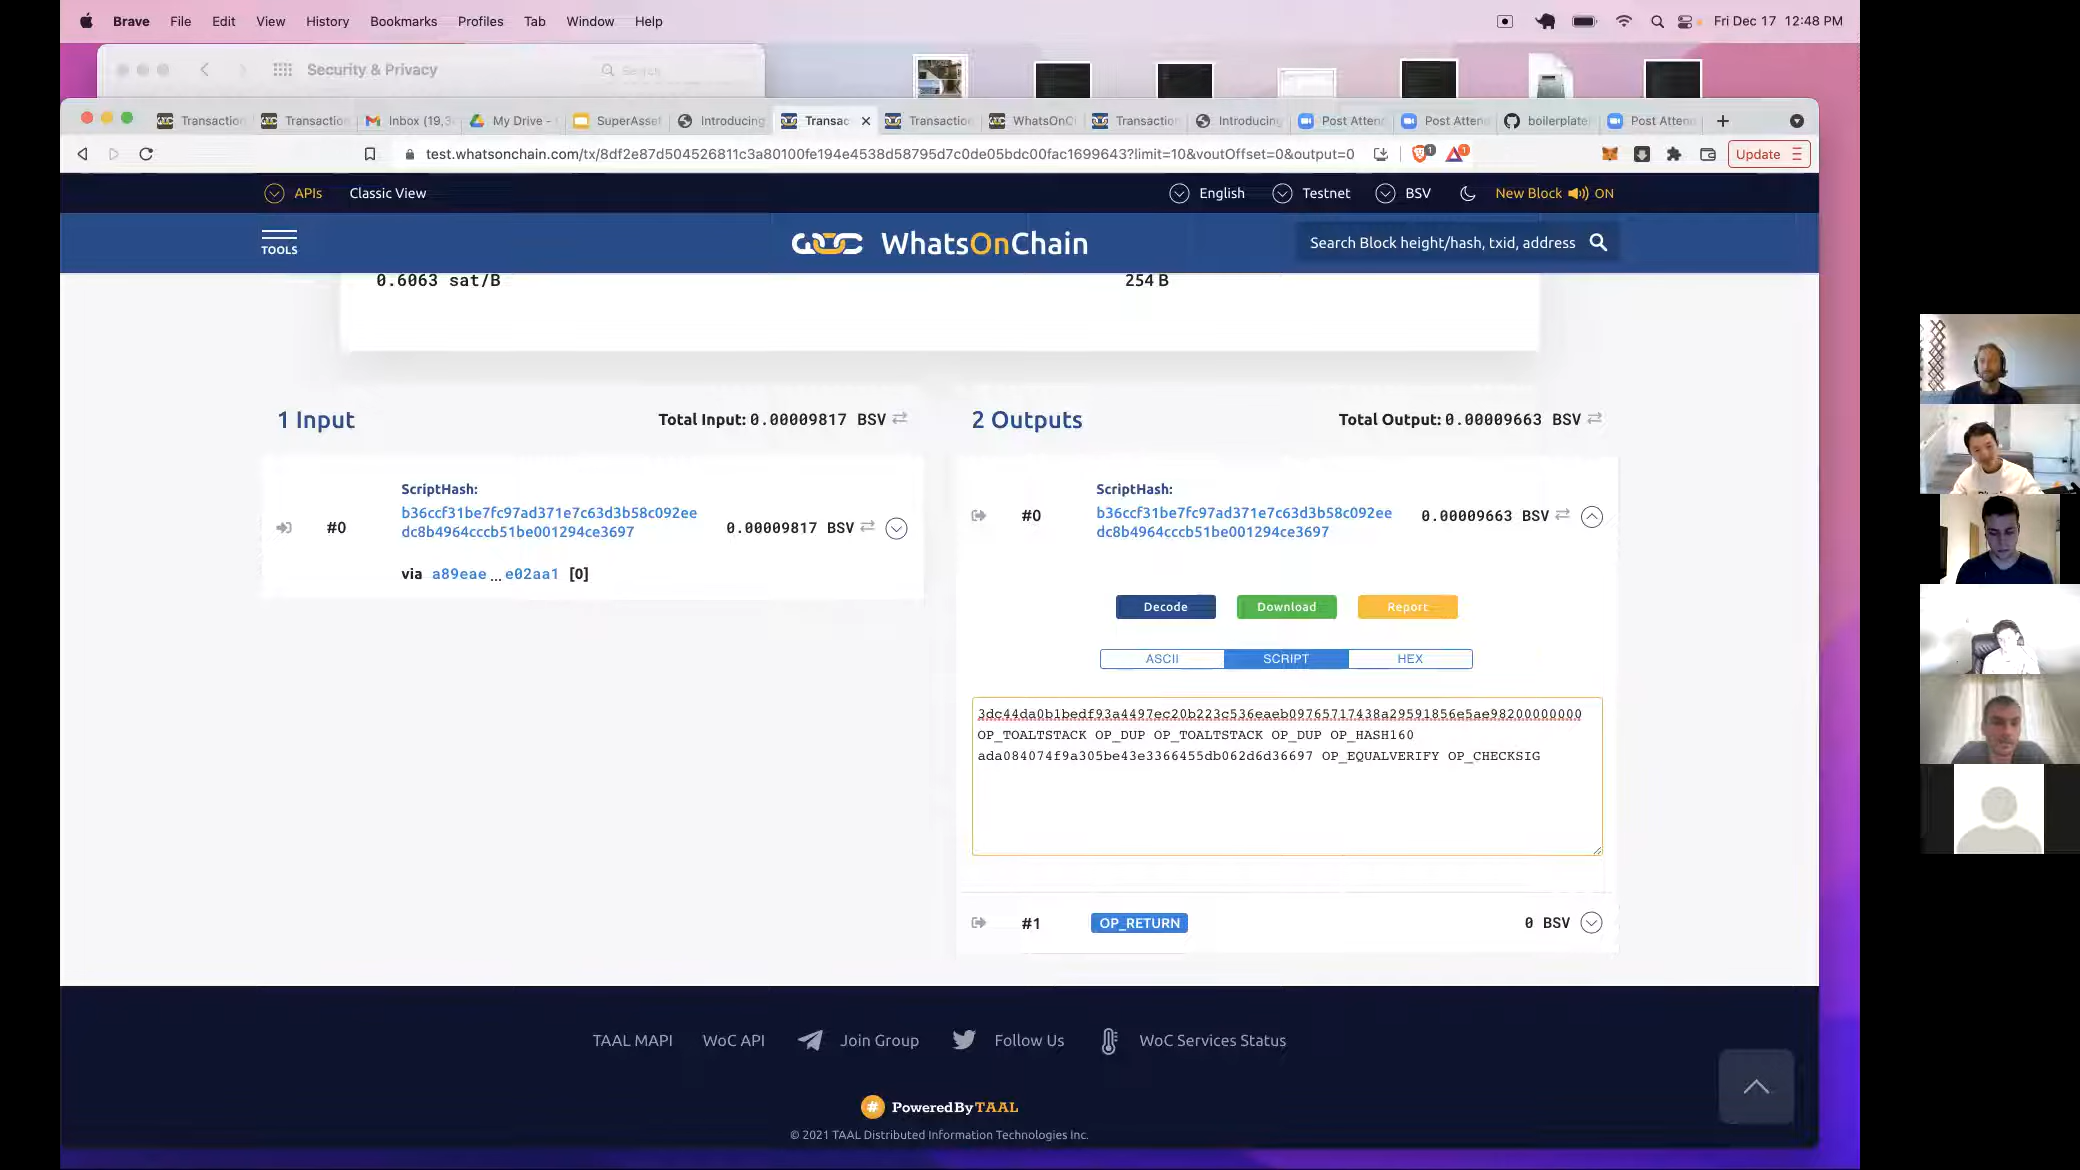 Brave File Edit View History Bookmarks Profiles Tab Window Help
Fri Dec 17 12:48 PM
Security & Privacy
Search
Transaction
Transaction
Inbox (19,3
My Drive -
SuperAsset
Introducing
Transac
Transaction
WhatsOnC
Transaction
Introducing
Post Attend
Post Attend
boilerplate
Post Attend
test.whatsonchain.com/tx/8df2e87d504526811c3a80100fe194e4538d58795d7c0de05bdc00fac1699643?limit=10&voutOffset=0&output=0
1
1
Update
APIs Classic View
English Testnet BSV New Block ON
TOOLS
WhatsOnChain
Search Block height/hash, txid, address
0.6063 sat/B 254 B
1 Input Total Input: 0.00009817 BSV
#0
ScriptHash:
b36ccf31be7fc97ad371e7c63d3b58c092ee
dc8b4964cccb51be001294ce3697
0.00009817 BSV
via a89eae ... e02aa1 [0]
2 Outputs Total Output: 0.00009663 BSV
#0
ScriptHash:
b36ccf31be7fc97ad371e7c63d3b58c092ee
dc8b4964cccb51be001294ce3697
0.00009663 BSV
Decode Download Report
ASCII SCRIPT HEX
3dc44da0b1bedf93a4497ec20b223c536eaeb09765717438a29591856e5ae98200000000
OP_TOALTSTACK OP_DUP OP_TOALTSTACK OP_DUP OP_HASH160
ada084074f9a305be43e3366455db062d6d36697 OP_EQUALVERIFY OP_CHECKSIG
#1 OP_RETURN 0 BSV
TAAL MAPI WoC API Join Group Follow Us WoC Services Status
# PoweredByTAAL
© 2021 TAAL Distributed Information Technologies Inc.